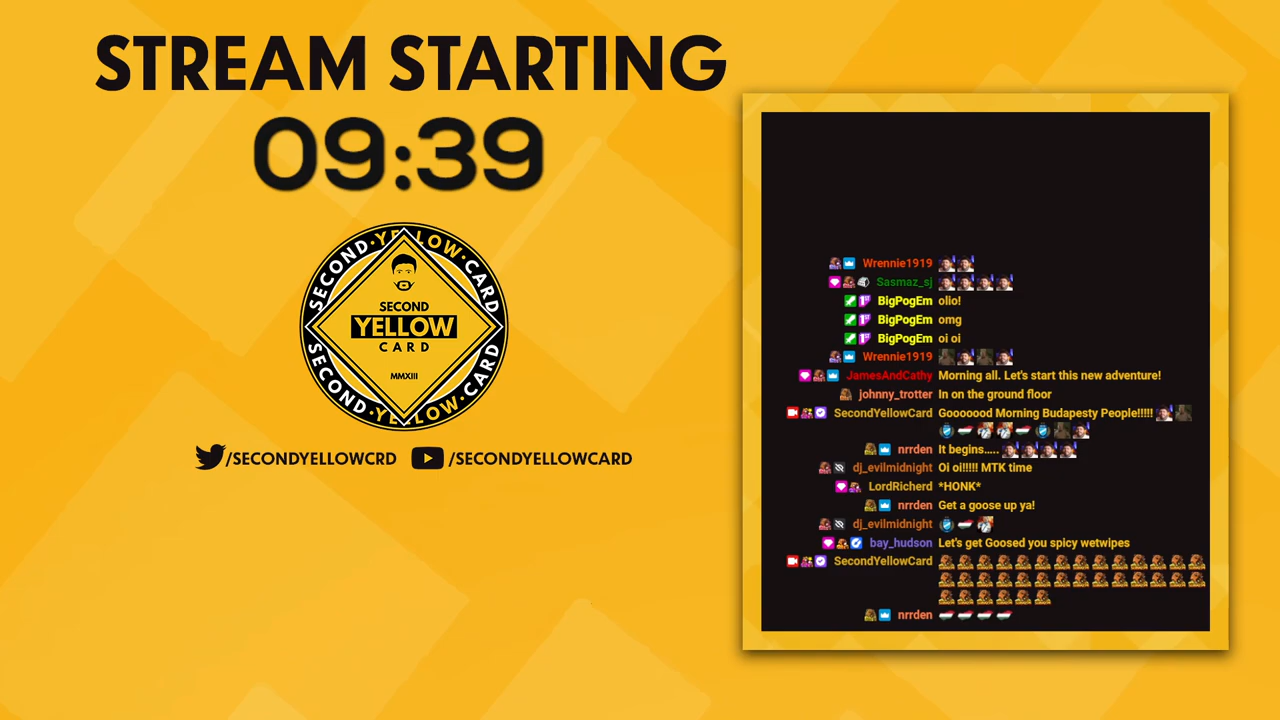 STREAM STARTING
09:39
SECOND·YELLOW·CARD
SECOND
YELLOW
CARD
MMXIII
SECOND·YELLOW·CARD
/SECONDYELLOWCRD /SECONDYELLOWCARD
Wrennie1919
Sasmaz_sj
BigPogEm olio!
BigPogEm omg
BigPogEm oi oi
Wrennie1919
JamesAndCathy Morning all. Let's start this new adventure!
johnny_trotter In on the ground floor
SecondYellowCard Gooooood Morning Budapesty People!!!!!
nrrden It begins.....
dj_evilmidnight Oi oi!!!!! MTK time
LordRicherd *HONK*
nrrden Get a goose up ya!
dj_evilmidnight
bay_hudson Let's get Goosed you spicy wetwipes
SecondYellowCard
nrrden